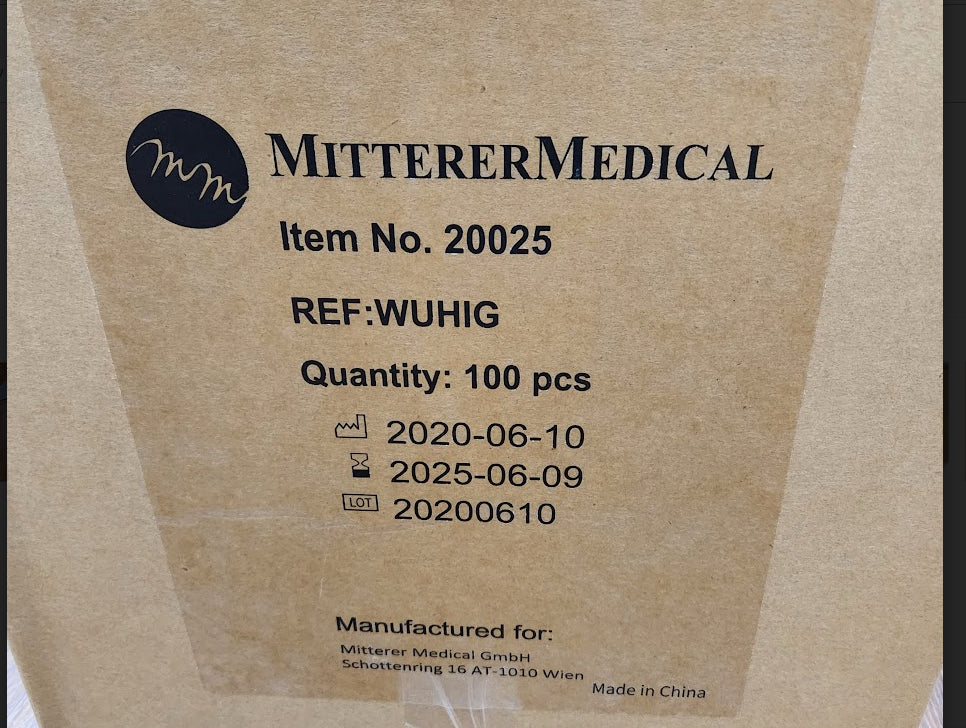 mm
MITTERERMEDICAL
Item No. 20025
REF:WUHIG
Quantity: 100 pcs
2020-06-10
2025-06-09
LOT 20200610
Manufactured for:
Mitterer Medical GmbH
Schottenring 16 AT-1010 Wien
Made in China